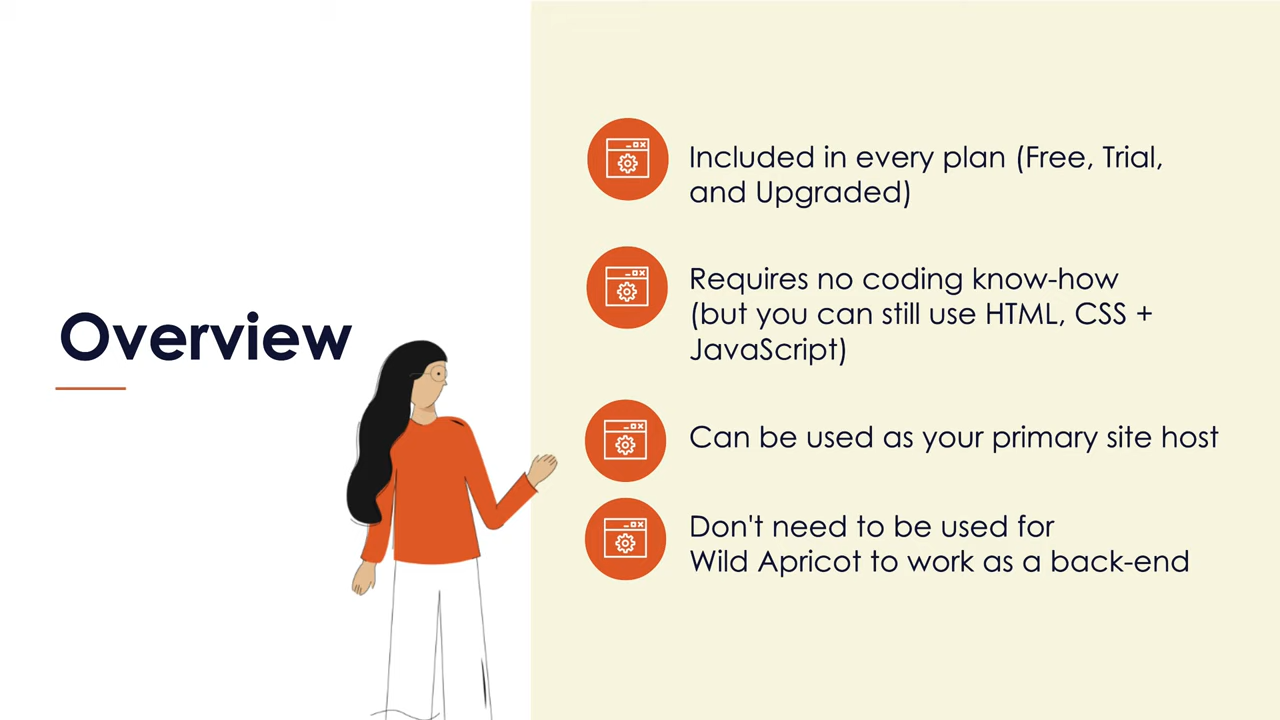 Overview
Included in every plan (Free, Trial,
and Upgraded)
Requires no coding know-how
(but you can still use HTML, CSS +
JavaScript)
Can be used as your primary site host
Don't need to be used for
Wild Apricot to work as a back-end